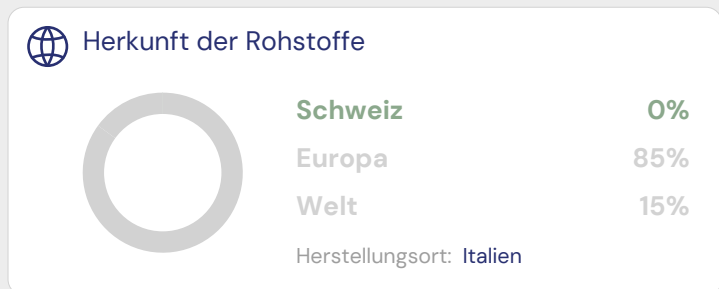 Herkunft der Rohstoffe
Schweiz 0%
Europa 85%
Welt 15%
Herstellungsort: Italien